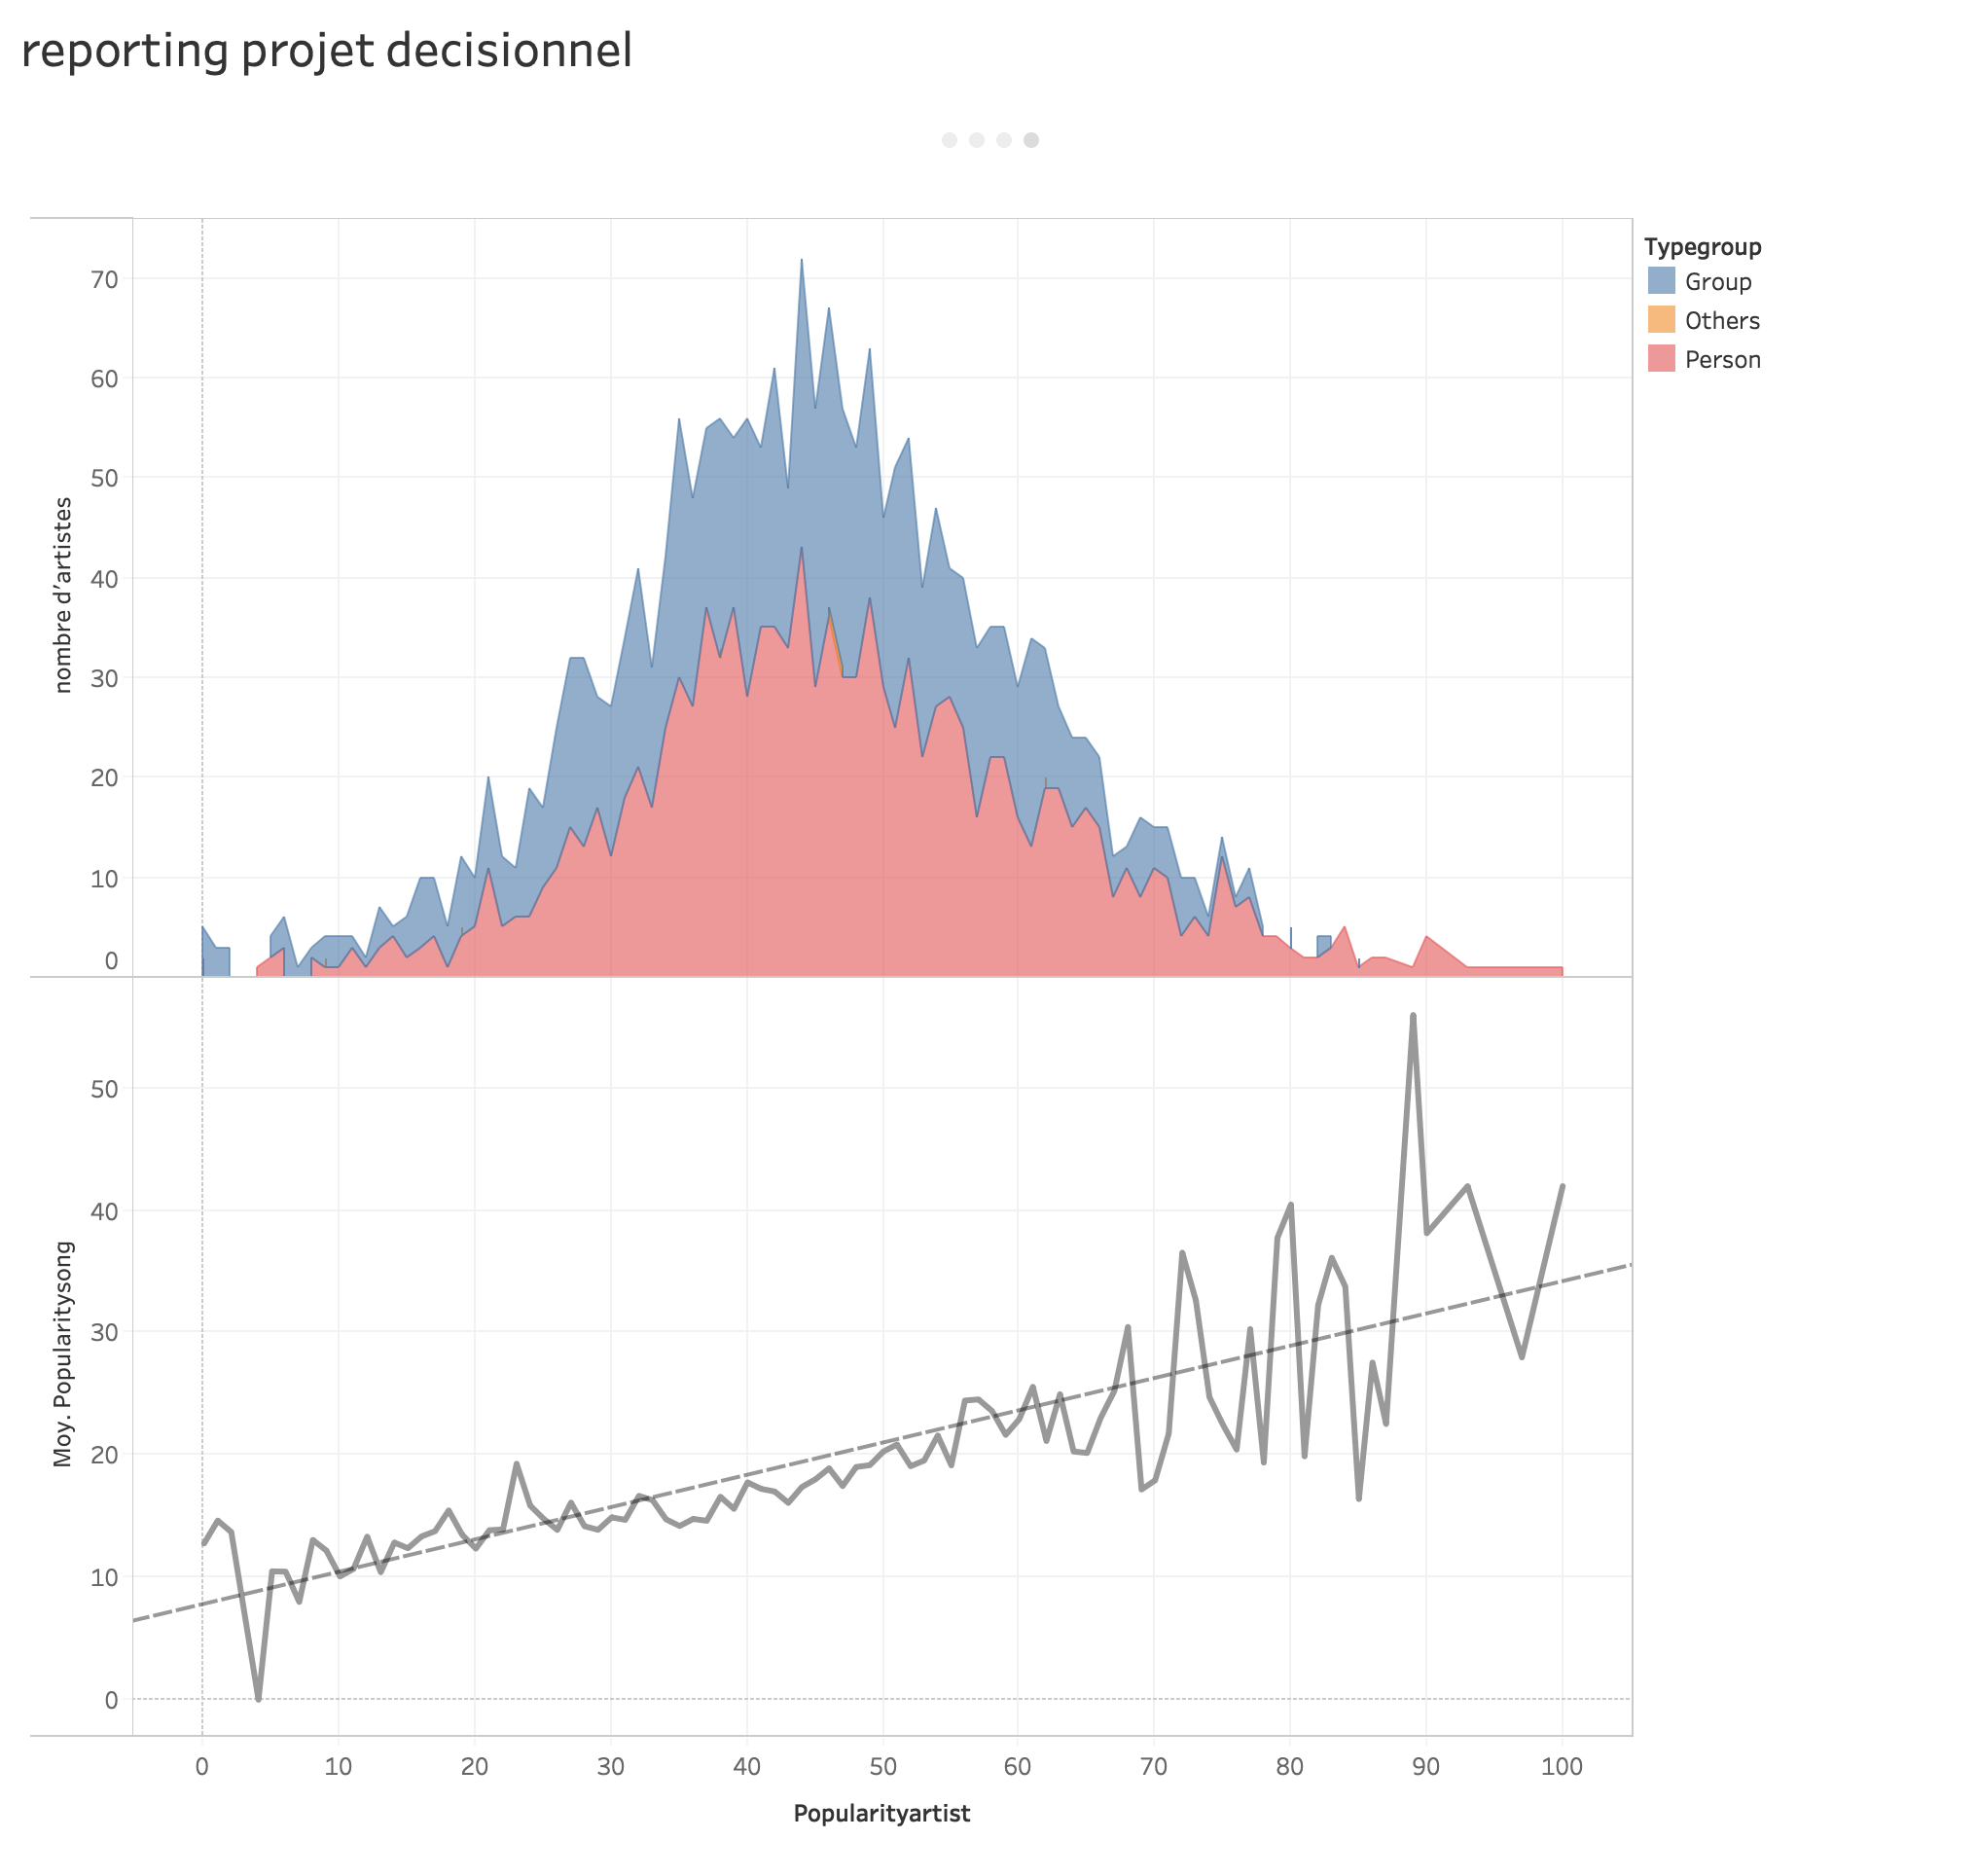 reporting projet decisionnel
Typegroup
Group
Others
Person
nombre d'artistes
70
60
50
40
30
20
10
0
Moy. Popularitysong
50
40
30
20
10
0
0 10 20 30 40 50 60 70 80 90 100
Popularityartist